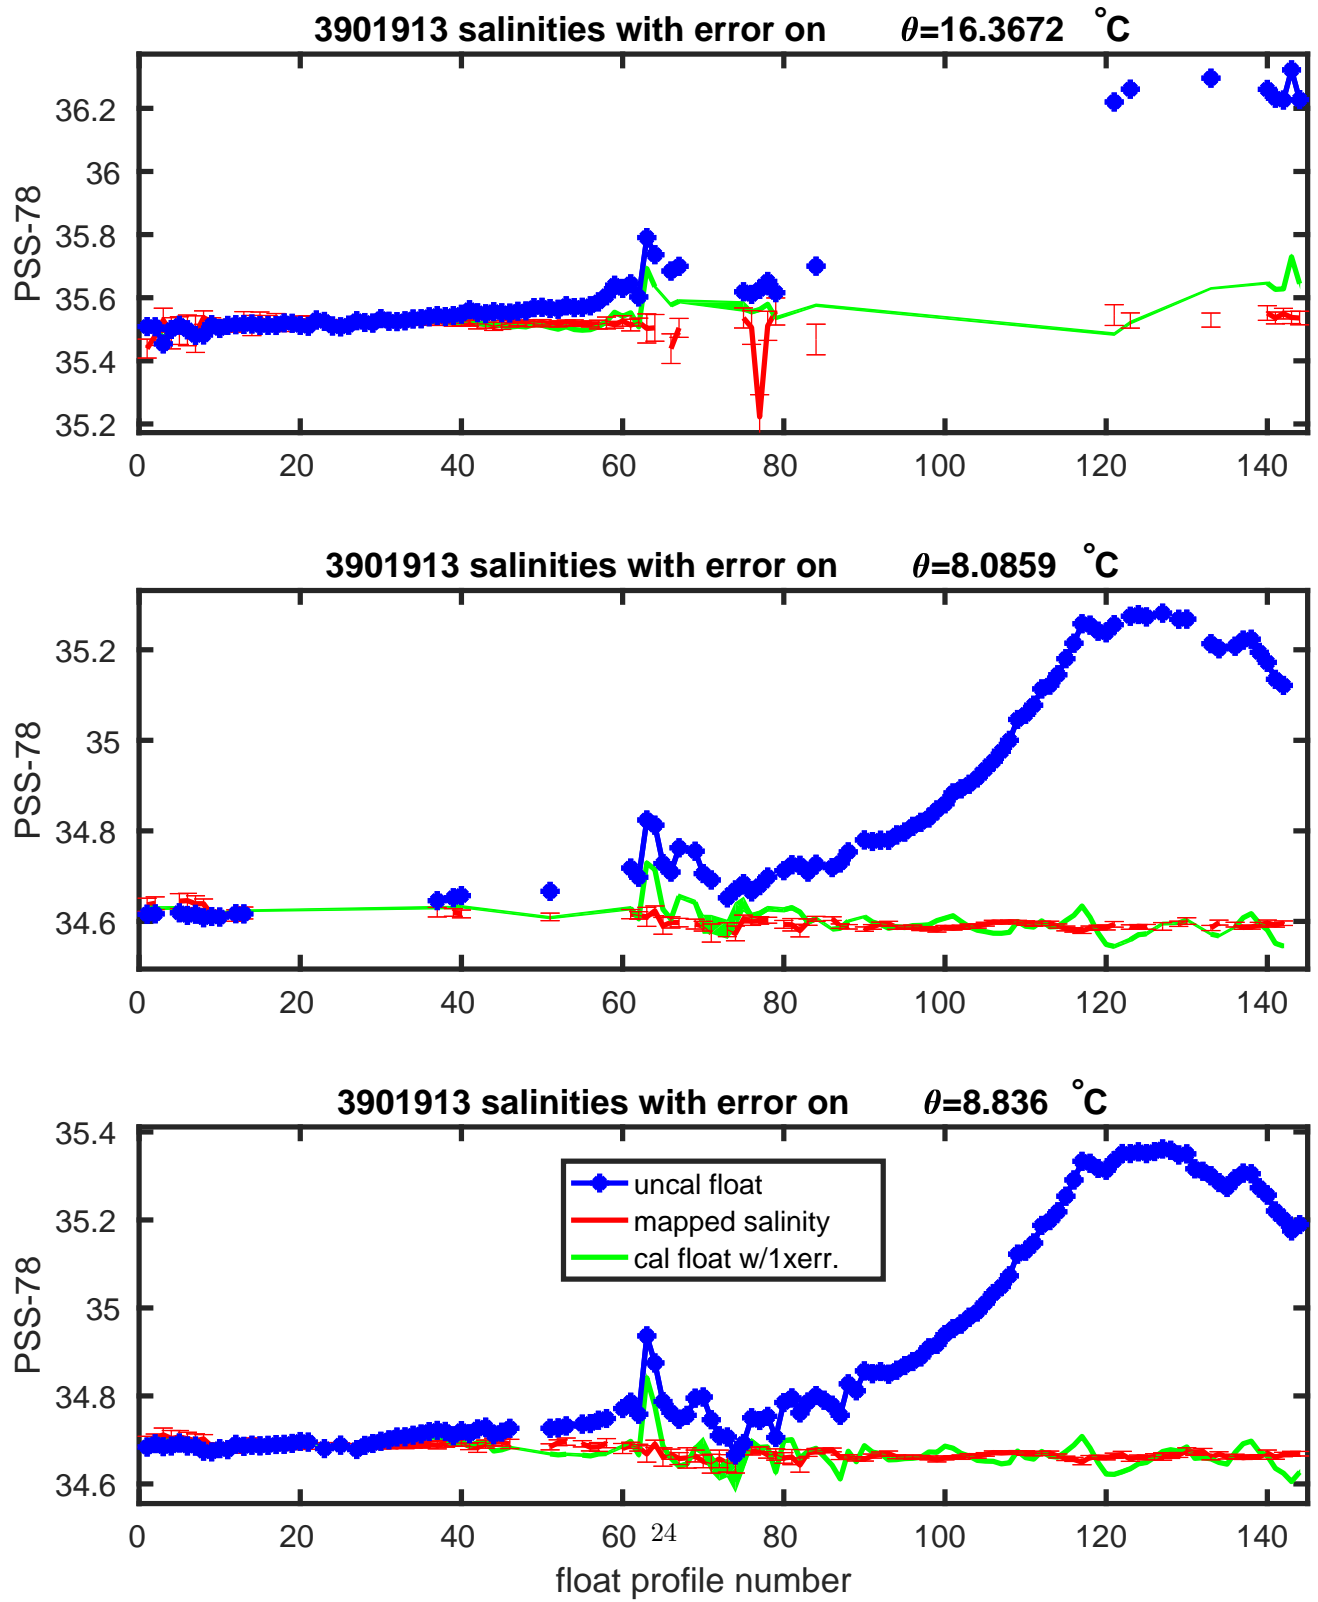 3901913 salinities with error on θ=16.3672 °C
PSS-78
36.2
36
35.8
35.6
35.4
35.2
0 20 40 60 80 100 120 140
3901913 salinities with error on θ=8.0859 °C
PSS-78
35.2
35
34.8
34.6
0 20 40 60 80 100 120 140
3901913 salinities with error on θ=8.836 °C
PSS-78
35.4
35.2
35
34.8
34.6
uncal float
mapped salinity
cal float w/1xerr.
0 20 40 60 24 80 100 120 140
float profile number